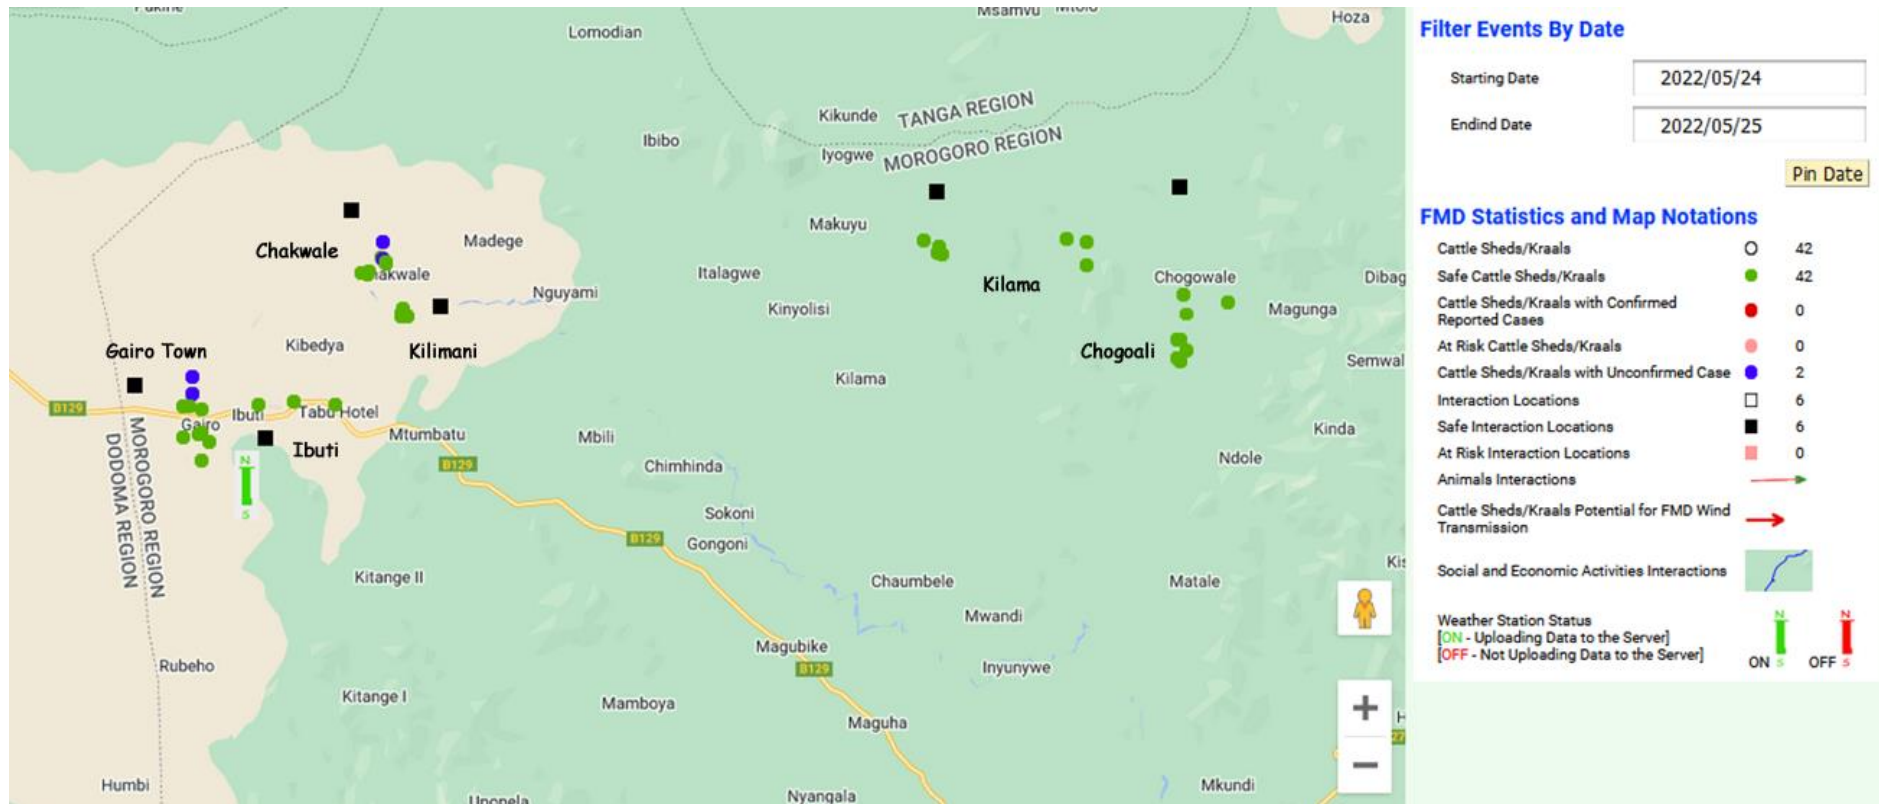 Msamvu
Hoza
Lomodian
Kikunde
TANGA REGION
Ibibo
Iyogwe
MOROGORO REGION
Makuyu
Chakwale
Madege
Italagwe
Chogowale
Kilama
Nguyami
Kinyolisi
Magunga
Kibedya
Gairo Town
Kilimani
Chogoali
Semwal
Kilama
B129
Ibuti
Tabu Hotel
Gairo
Mtumbatu
Mbili
Kinda
Ibuti
MOROGORO REGION
DODOMA REGION
N
S
B129
Chimhinda
Ndole
Sokoni
B129
Gongoni
Kitange II
Chaumbele
Matale
Mwandi
Magubike
B129
Inyunywe
Rubeho
Kitange I
Mamboya
Maguha
Humbi
Nyangala
Mkundi
+
−
Filter Events By Date
Starting Date 2022/05/24
Endind Date 2022/05/25
Pin Date
FMD Statistics and Map Notations
Cattle Sheds/Kraals 42
Safe Cattle Sheds/Kraals 42
Cattle Sheds/Kraals with Confirmed
Reported Cases 0
At Risk Cattle Sheds/Kraals 0
Cattle Sheds/Kraals with Unconfirmed Case 2
Interaction Locations 6
Safe Interaction Locations 6
At Risk Interaction Locations 0
Animals Interactions
Cattle Sheds/Kraals Potential for FMD Wind
Transmission
Social and Economic Activities Interactions
Weather Station Status
[ON - Uploading Data to the Server]
[OFF - Not Uploading Data to the Server]
N
ON S
N
OFF S